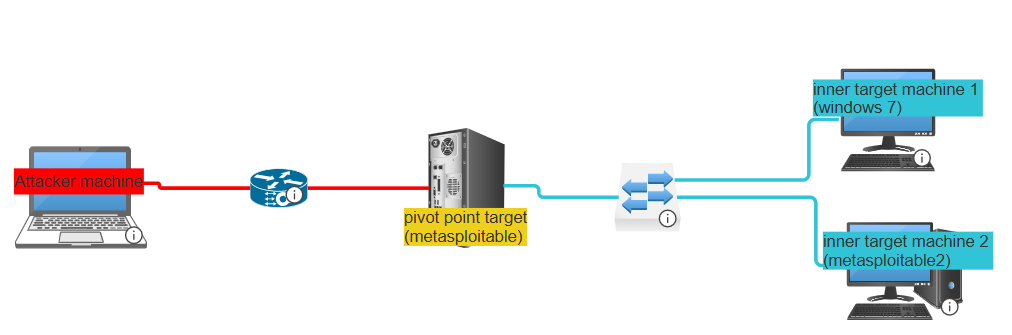 inner target machine 1
(windows 7)
Attacker machine
pivot point target
(metasploitable)
inner target machine 2
(metasploitable2)